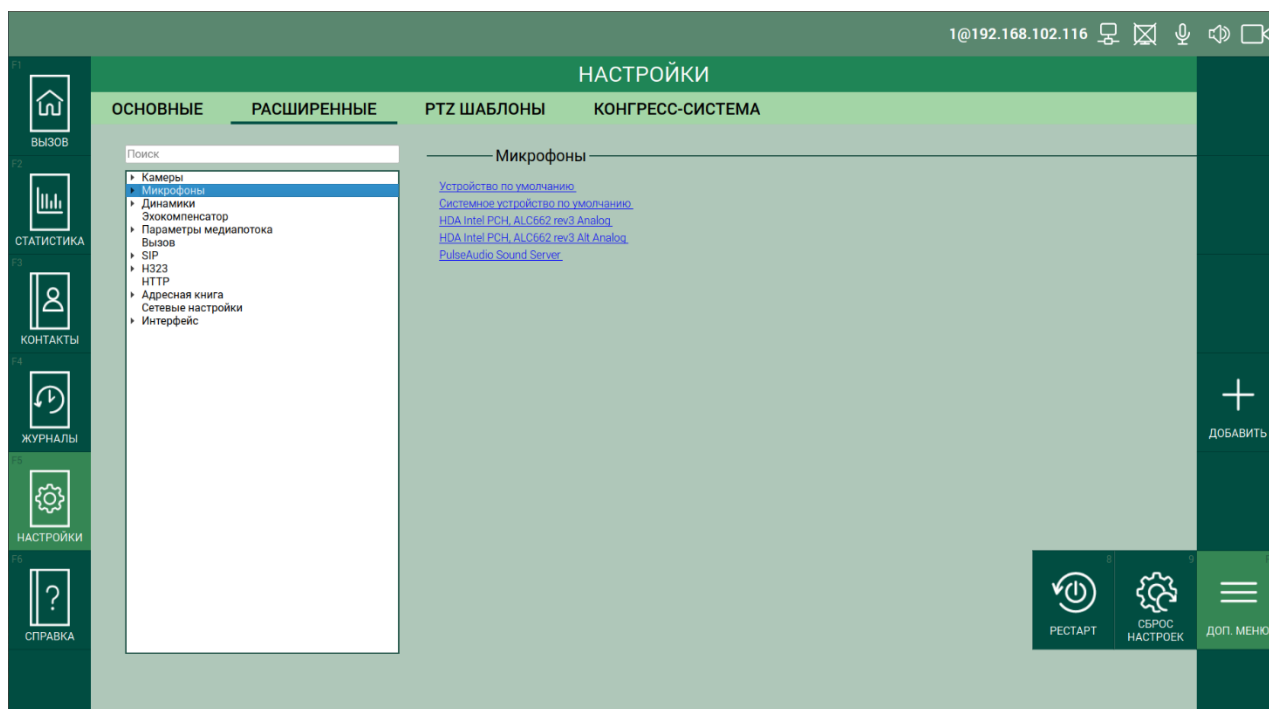 1@192.168.102.116
НАСТРОЙКИ
ОСНОВНЫЕ РАСШИРЕННЫЕ PTZ ШАБЛОНЫ КОНГРЕСС-СИСТЕМА
F1
ВЫЗОВ
F2
СТАТИСТИКА
F3
КОНТАКТЫ
F4
ЖУРНАЛЫ
F5
НАСТРОЙКИ
F6
СПРАВКА
Поиск
Камеры
Микрофоны
Динамики
Эхокомпенсатор
Параметры медиапотока
Вызов
SIP
H323
HTTP
Адресная книга
Сетевые настройки
Интерфейс
Микрофоны
Устройство по умолчанию
Системное устройство по умолчанию
HDA Intel PCH, ALC662 rev3 Analog
HDA Intel PCH, ALC662 rev3 Alt Analog
PulseAudio Sound Server
ДОБАВИТЬ
8
РЕСТАРТ
9
СБРОС
НАСТРОЕК
ДОП. МЕНЮ